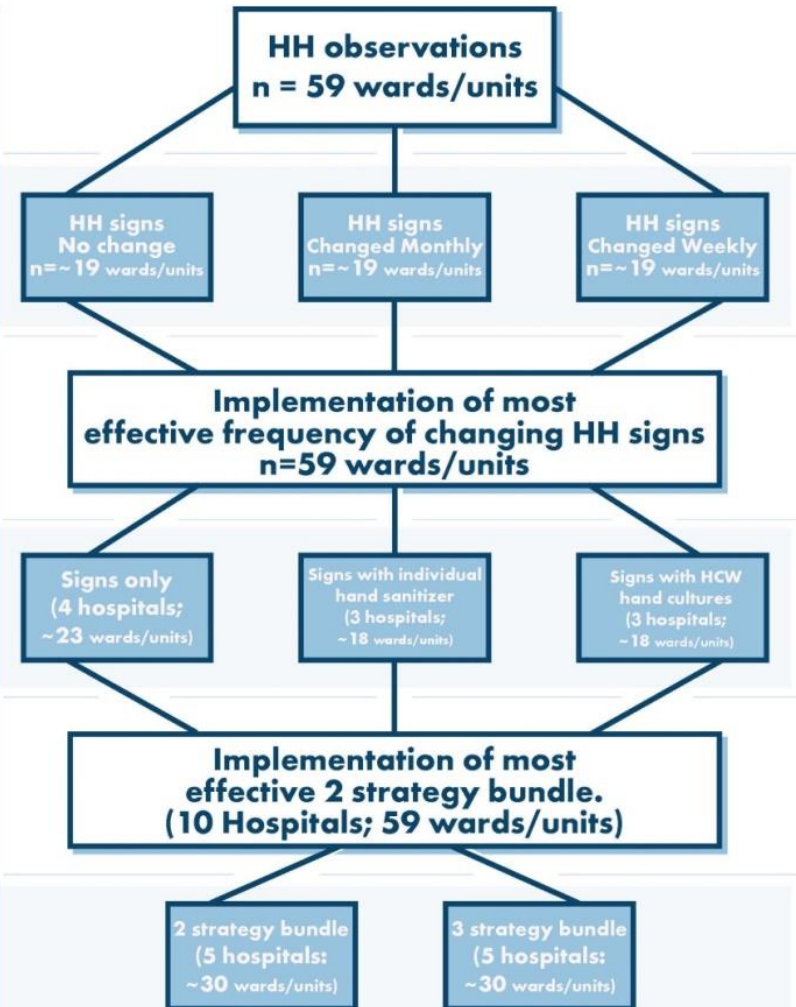 HH observations
n = 59 wards/units
HH signs
No change
n=~19 wards/units
HH signs
Changed Monthly
n=~19 wards/units
HH signs
Changed Weekly
n=~19 wards/units
Implementation of most
effective frequency of changing HH signs
n=59 wards/units
Signs only
(4 hospitals;
~23 wards/units)
Signs with individual
hand sanitizer
(3 hospitals;
~18 wards/units)
Signs with HCW
hand cultures
(3 hospitals;
~18 wards/units)
Implementation of most
effective 2 strategy bundle.
(10 Hospitals; 59 wards/units)
2 strategy bundle
(5 hospitals:
~30 wards/units)
3 strategy bundle
(5 hospitals:
~30 wards/units)